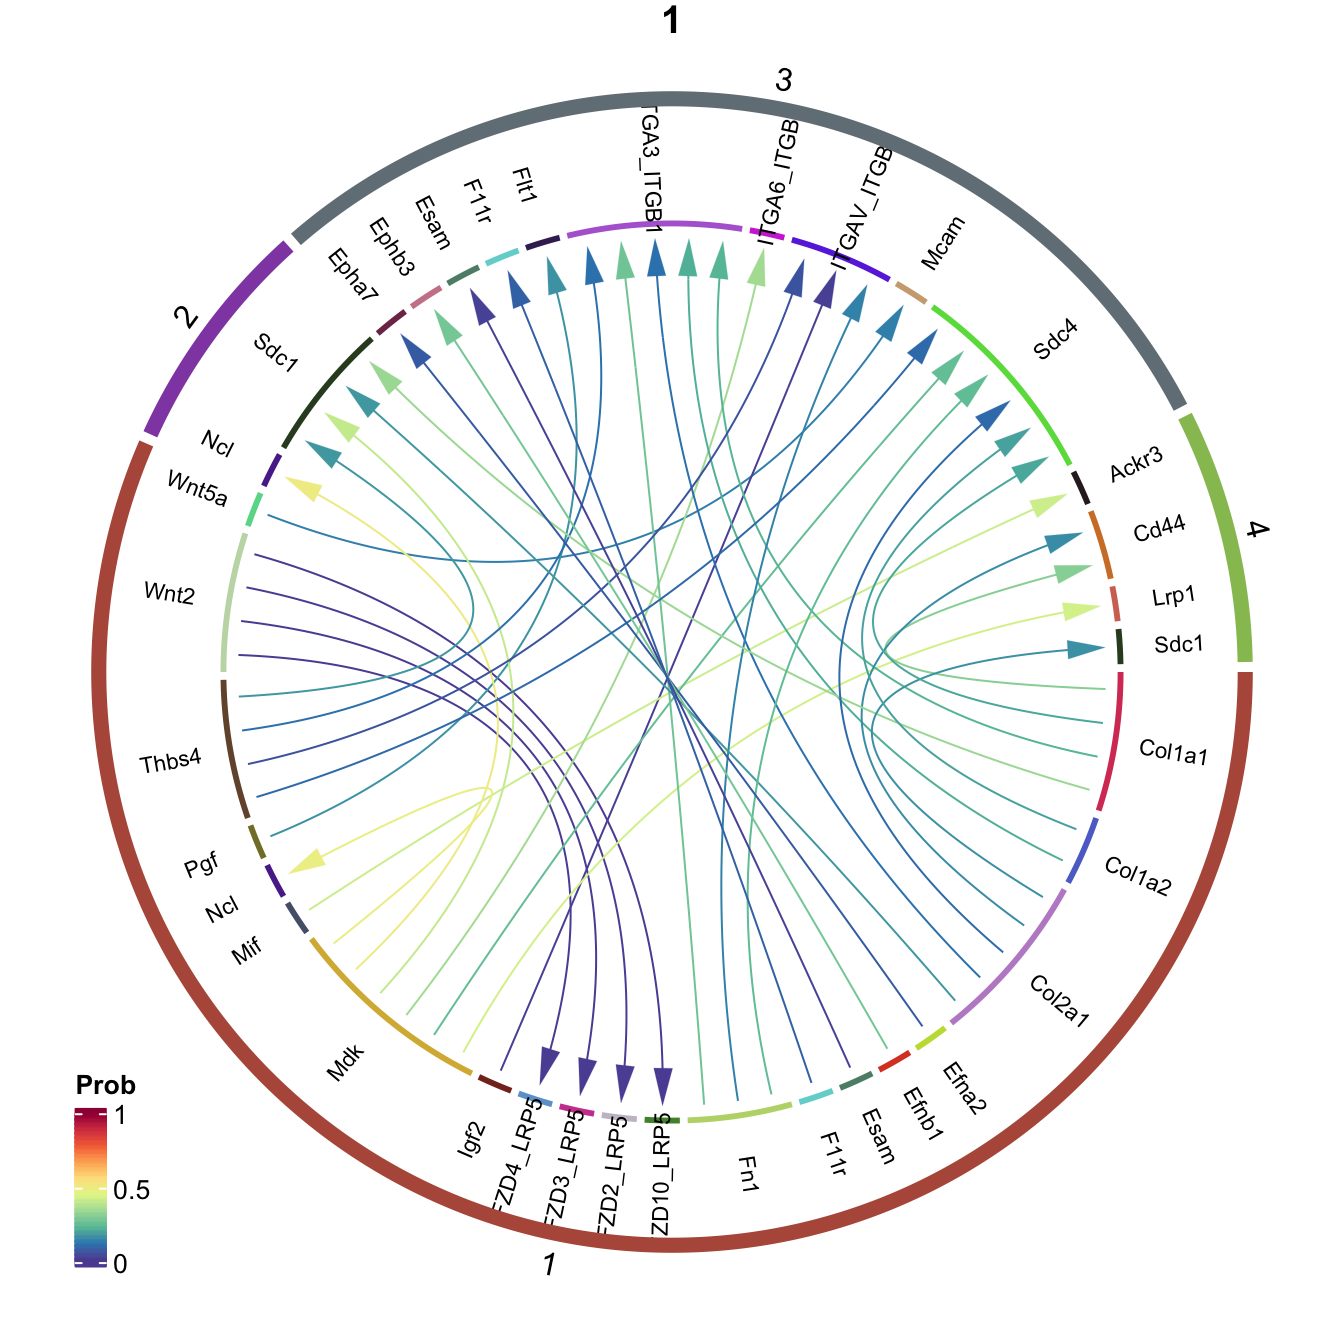 1
3
TGA3_ITGB1
ITGA6_ITGB
ITGAV_ITGB
Flt1
F11r
Esam
Ephb3
Epha7
Mcam
Sdc4
2
Sdc1
Ackr3
Ncl
Wnt5a
Cd44
4
Wnt2
Lrp1
Sdc1
Thbs4
Col1a1
Pgf
Col1a2
Ncl
Mif
Col2a1
Mdk
Efna2
Efnb1
Esam
F11r
Fn1
Igf2
FZD4_LRP5
FZD3_LRP5
FZD2_LRP5
ZD10_LRP5
1
Prob
1
0.5
0